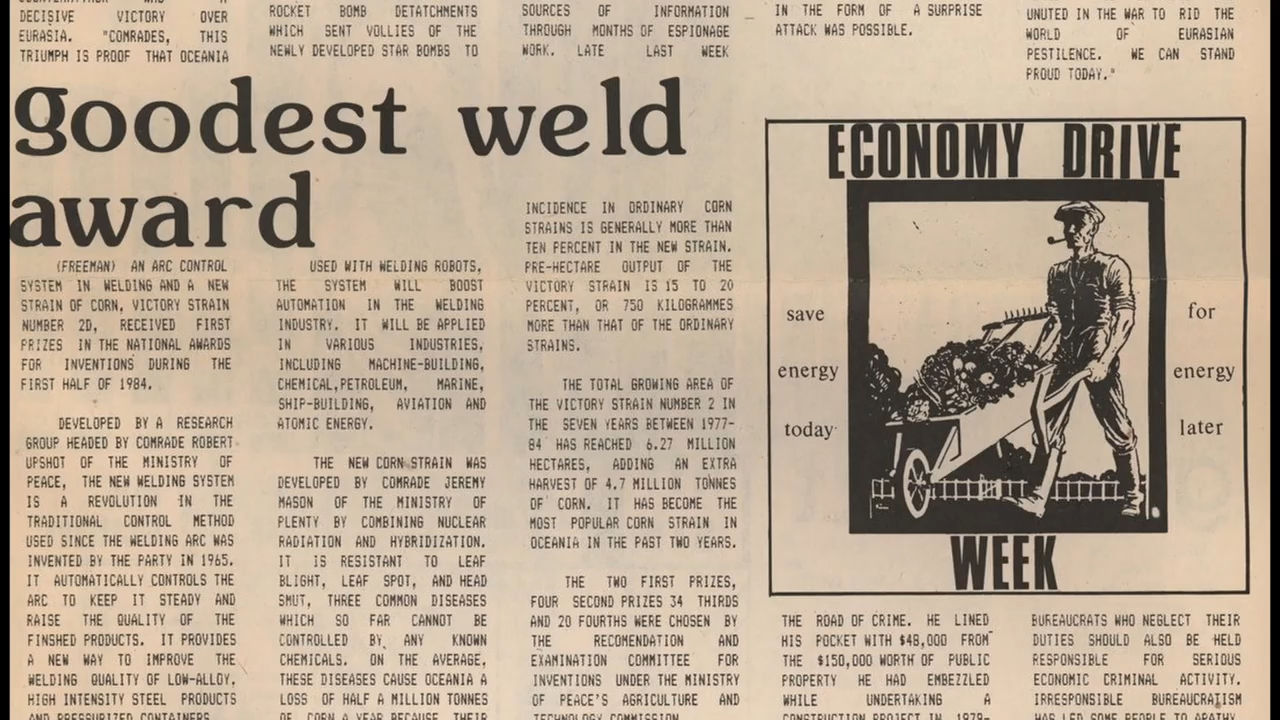 DECISIVE VICTORY OVER
EURASIA. "COMRADES, THIS
TRIUMPH IS PROOF THAT OCEANIA
ROCKET BOMB DETATCHMENTS
WHICH SENT VOLLIES OF THE
NEWLY DEVELOPED STAR BOMBS TO
SOURCES OF INFORMATION
THROUGH MONTHS OF ESPIONAGE
WORK. LATE LAST WEEK
IN THE FORM OF A SURPRISE
ATTACK WAS POSSIBLE.
UNUTED IN THE WAR TO RID THE
WORLD OF EURASIAN
PESTILENCE. WE CAN STAND
PROUD TODAY."
goodest weld
award
(FREEMAN) AN ARC CONTROL
SYSTEM IN WELDING AND A NEW
STRAIN OF CORN, VICTORY STRAIN
NUMBER 2D, RECEIVED FIRST
PRIZES IN THE NATIONAL AWARDS
FOR INVENTIONS DURING THE
FIRST HALF OF 1984.
DEVELOPED BY A RESEARCH
GROUP HEADED BY COMRADE ROBERT
UPSHOT OF THE MINISTRY OF
PEACE, THE NEW WELDING SYSTEM
IS A REVOLUTION IN THE
TRADITIONAL CONTROL METHOD
USED SINCE THE WELDING ARC WAS
INVENTED BY THE PARTY IN 1965.
IT AUTOMATICALLY CONTROLS THE
ARC TO KEEP IT STEADY AND
RAISE THE QUALITY OF THE
FINSHED PRODUCTS. IT PROVIDES
A NEW WAY TO IMPROVE THE
WELDING QUALITY OF LOW-ALLOY,
HIGH INTENSITY STEEL PRODUCTS
AND PRESSURIZED CONTAINERS.
USED WITH WELDING ROBOTS,
THE SYSTEM WILL BOOST
AUTOMATION IN THE WELDING
INDUSTRY. IT WILL BE APPLIED
IN VARIOUS INDUSTRIES,
INCLUDING MACHINE-BUILDING,
CHEMICAL,PETROLEUM, MARINE,
SHIP-BUILDING, AVIATION AND
ATOMIC ENERGY.
THE NEW CORN STRAIN WAS
DEVELOPED BY COMRADE JEREMY
MASON OF THE MINISTRY OF
PLENTY BY COMBINING NUCLEAR
RADIATION AND HYBRIDIZATION.
IT IS RESISTANT TO LEAF
BLIGHT, LEAF SPOT, AND HEAD
SMUT, THREE COMMON DISEASES
WHICH SO FAR CANNOT BE
CONTROLLED BY ANY KNOWN
CHEMICALS. ON THE AVERAGE,
THESE DISEASES CAUSE OCEANIA A
LOSS OF HALF A MILLION TONNES
OF CORN A YEAR BECAUSE THEIR
INCIDENCE IN ORDINARY CORN
STRAINS IS GENERALLY MORE THAN
TEN PERCENT IN THE NEW STRAIN.
PRE-HECTARE OUTPUT OF THE
VICTORY STRAIN IS 15 TO 20
PERCENT, OR 750 KILOGRAMMES
MORE THAN THAT OF THE ORDINARY
STRAINS.
THE TOTAL GROWING AREA OF
THE VICTORY STRAIN NUMBER 2 IN
THE SEVEN YEARS BETWEEN 1977-
84 HAS REACHED 6.27 MILLION
HECTARES, ADDING AN EXTRA
HARVEST OF 4.7 MILLION TONNES
OF CORN. IT HAS BECOME THE
MOST POPULAR CORN STRAIN IN
OCEANIA IN THE PAST TWO YEARS.
THE TWO FIRST PRIZES,
FOUR SECOND PRIZES 34 THIRDS
AND 20 FOURTHS WERE CHOSEN BY
THE RECOMENDATION AND
EXAMINATION COMMITTEE FOR
INVENTIONS UNDER THE MINISTRY
OF PEACE'S AGRICULTURE AND
TECHNOLOGY COMMISSION
ECONOMY DRIVE
save for
energy energy
today later
WEEK
THE ROAD OF CRIME. HE LINED
HIS POCKET WITH $48,000 FROM
THE $150,000 WORTH OF PUBLIC
PROPERTY HE HAD EMBEZZLED
WHILE UNDERTAKING A
CONSTRUCTION PROJECT IN 1979-
BUREAUCRATS WHO NEGLECT THEIR
DUTIES SHOULD ALSO BE HELD
RESPONSIBLE FOR SERIOUS
ECONOMIC CRIMINAL ACTIVITY.
IRRESPONSIBLE BUREAUCRATISM
HAS LED SOME PEOPLE TO APATHY